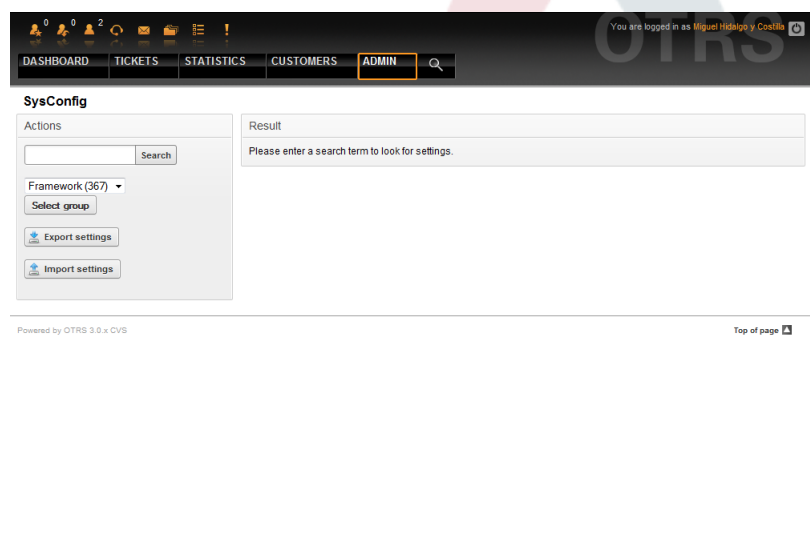 0 0 2 !
You are logged in as Miguel Hidalgo y Costilla
OTRS
DASHBOARD TICKETS STATISTICS CUSTOMERS ADMIN
SysConfig
Actions
Search
Framework (367)
Select group
Export settings
Import settings
Result
Please enter a search term to look for settings.
Powered by OTRS 3.0.x CVS
Top of page